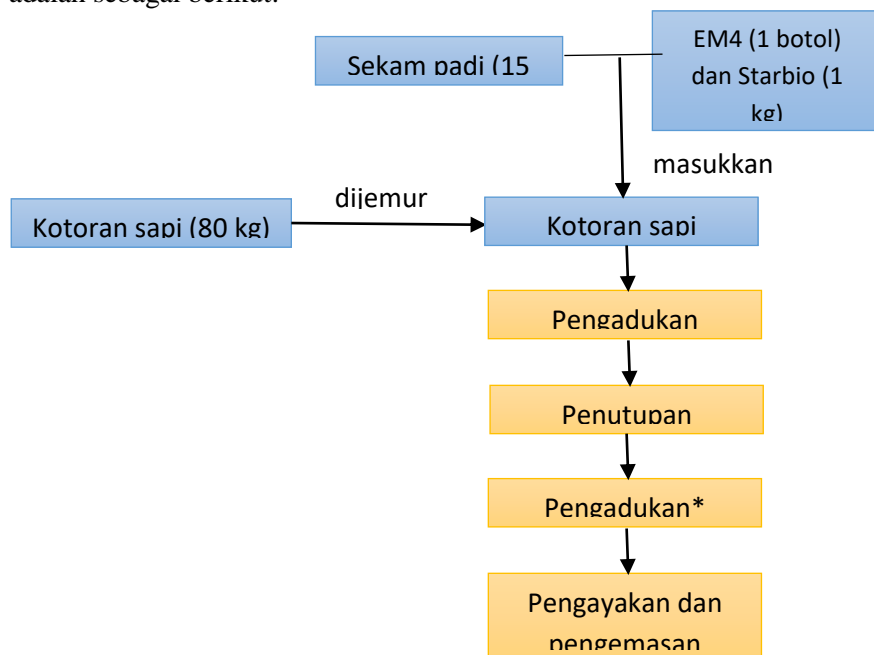 adalah sebagai berikut:
EM4 (1 botol)
dan Starbio (1
kg)
Sekam padi (15
masukkan
dijemur
Kotoran sapi (80 kg)
Kotoran sapi
Pengadukan
Penutupan
Pengadukan*
Pengayakan dan
pengemasan